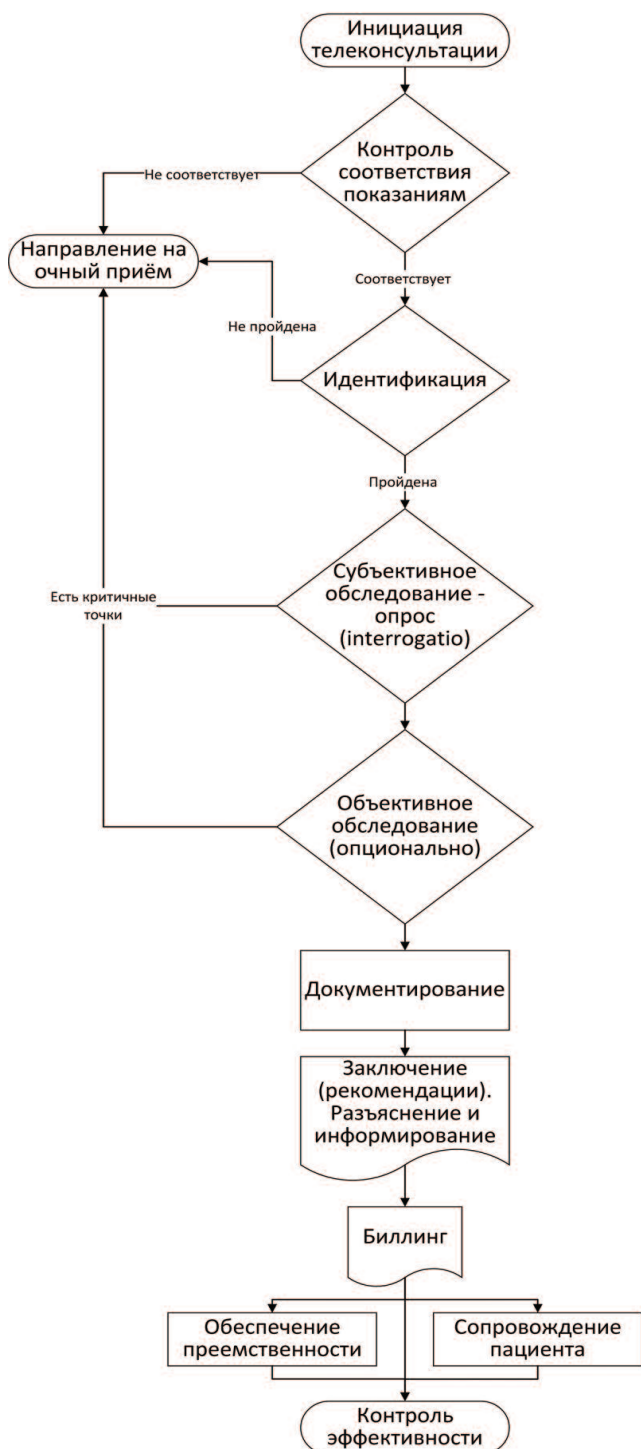 Инициация
телеконсультации
Контроль
соответствия
показаниям
Не соответствует
Направление на
очный приём
Соответствует
Не пройдена
Идентификация
Пройдена
Субъективное
обследование -
опрос
(interrogatio)
Есть критичные
точки
Объективное
обследование
(опционально)
Документирование
Заключение
(рекомендации).
Разъяснение и
информирование
Биллинг
Обеспечение
преемственности
Сопровождение
пациента
Контроль
эффективности